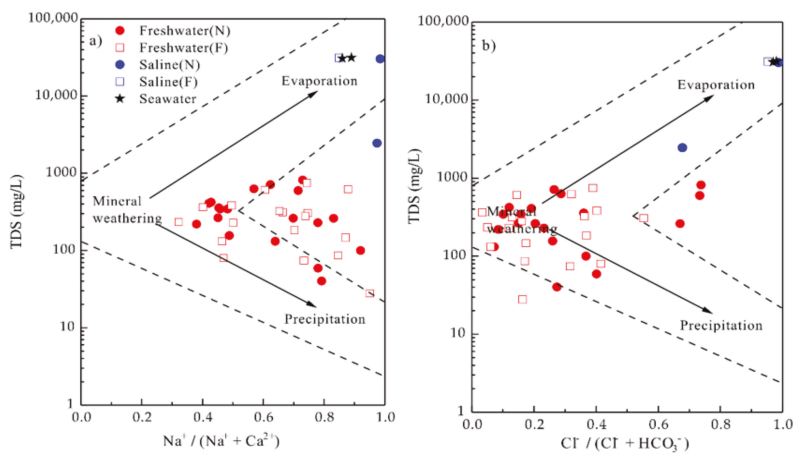 100,000
10,000
1000
100
10
1
TDS (mg/L)
a)
Freshwater(N)
Freshwater(F)
Saline(N)
Saline(F)
Seawater
Evaporation
Mineral
weathering
Precipitation
0.0 0.2 0.4 0.6 0.8 1.0
Na⁺ / (Na⁺ + Ca²⁺)
100,000
10,000
1000
100
10
1
TDS (mg/L)
b)
Evaporation
Mineral
weathering
Precipitation
0.0 0.2 0.4 0.6 0.8 1.0
Cl⁻ / (Cl⁻ + HCO₃⁻)